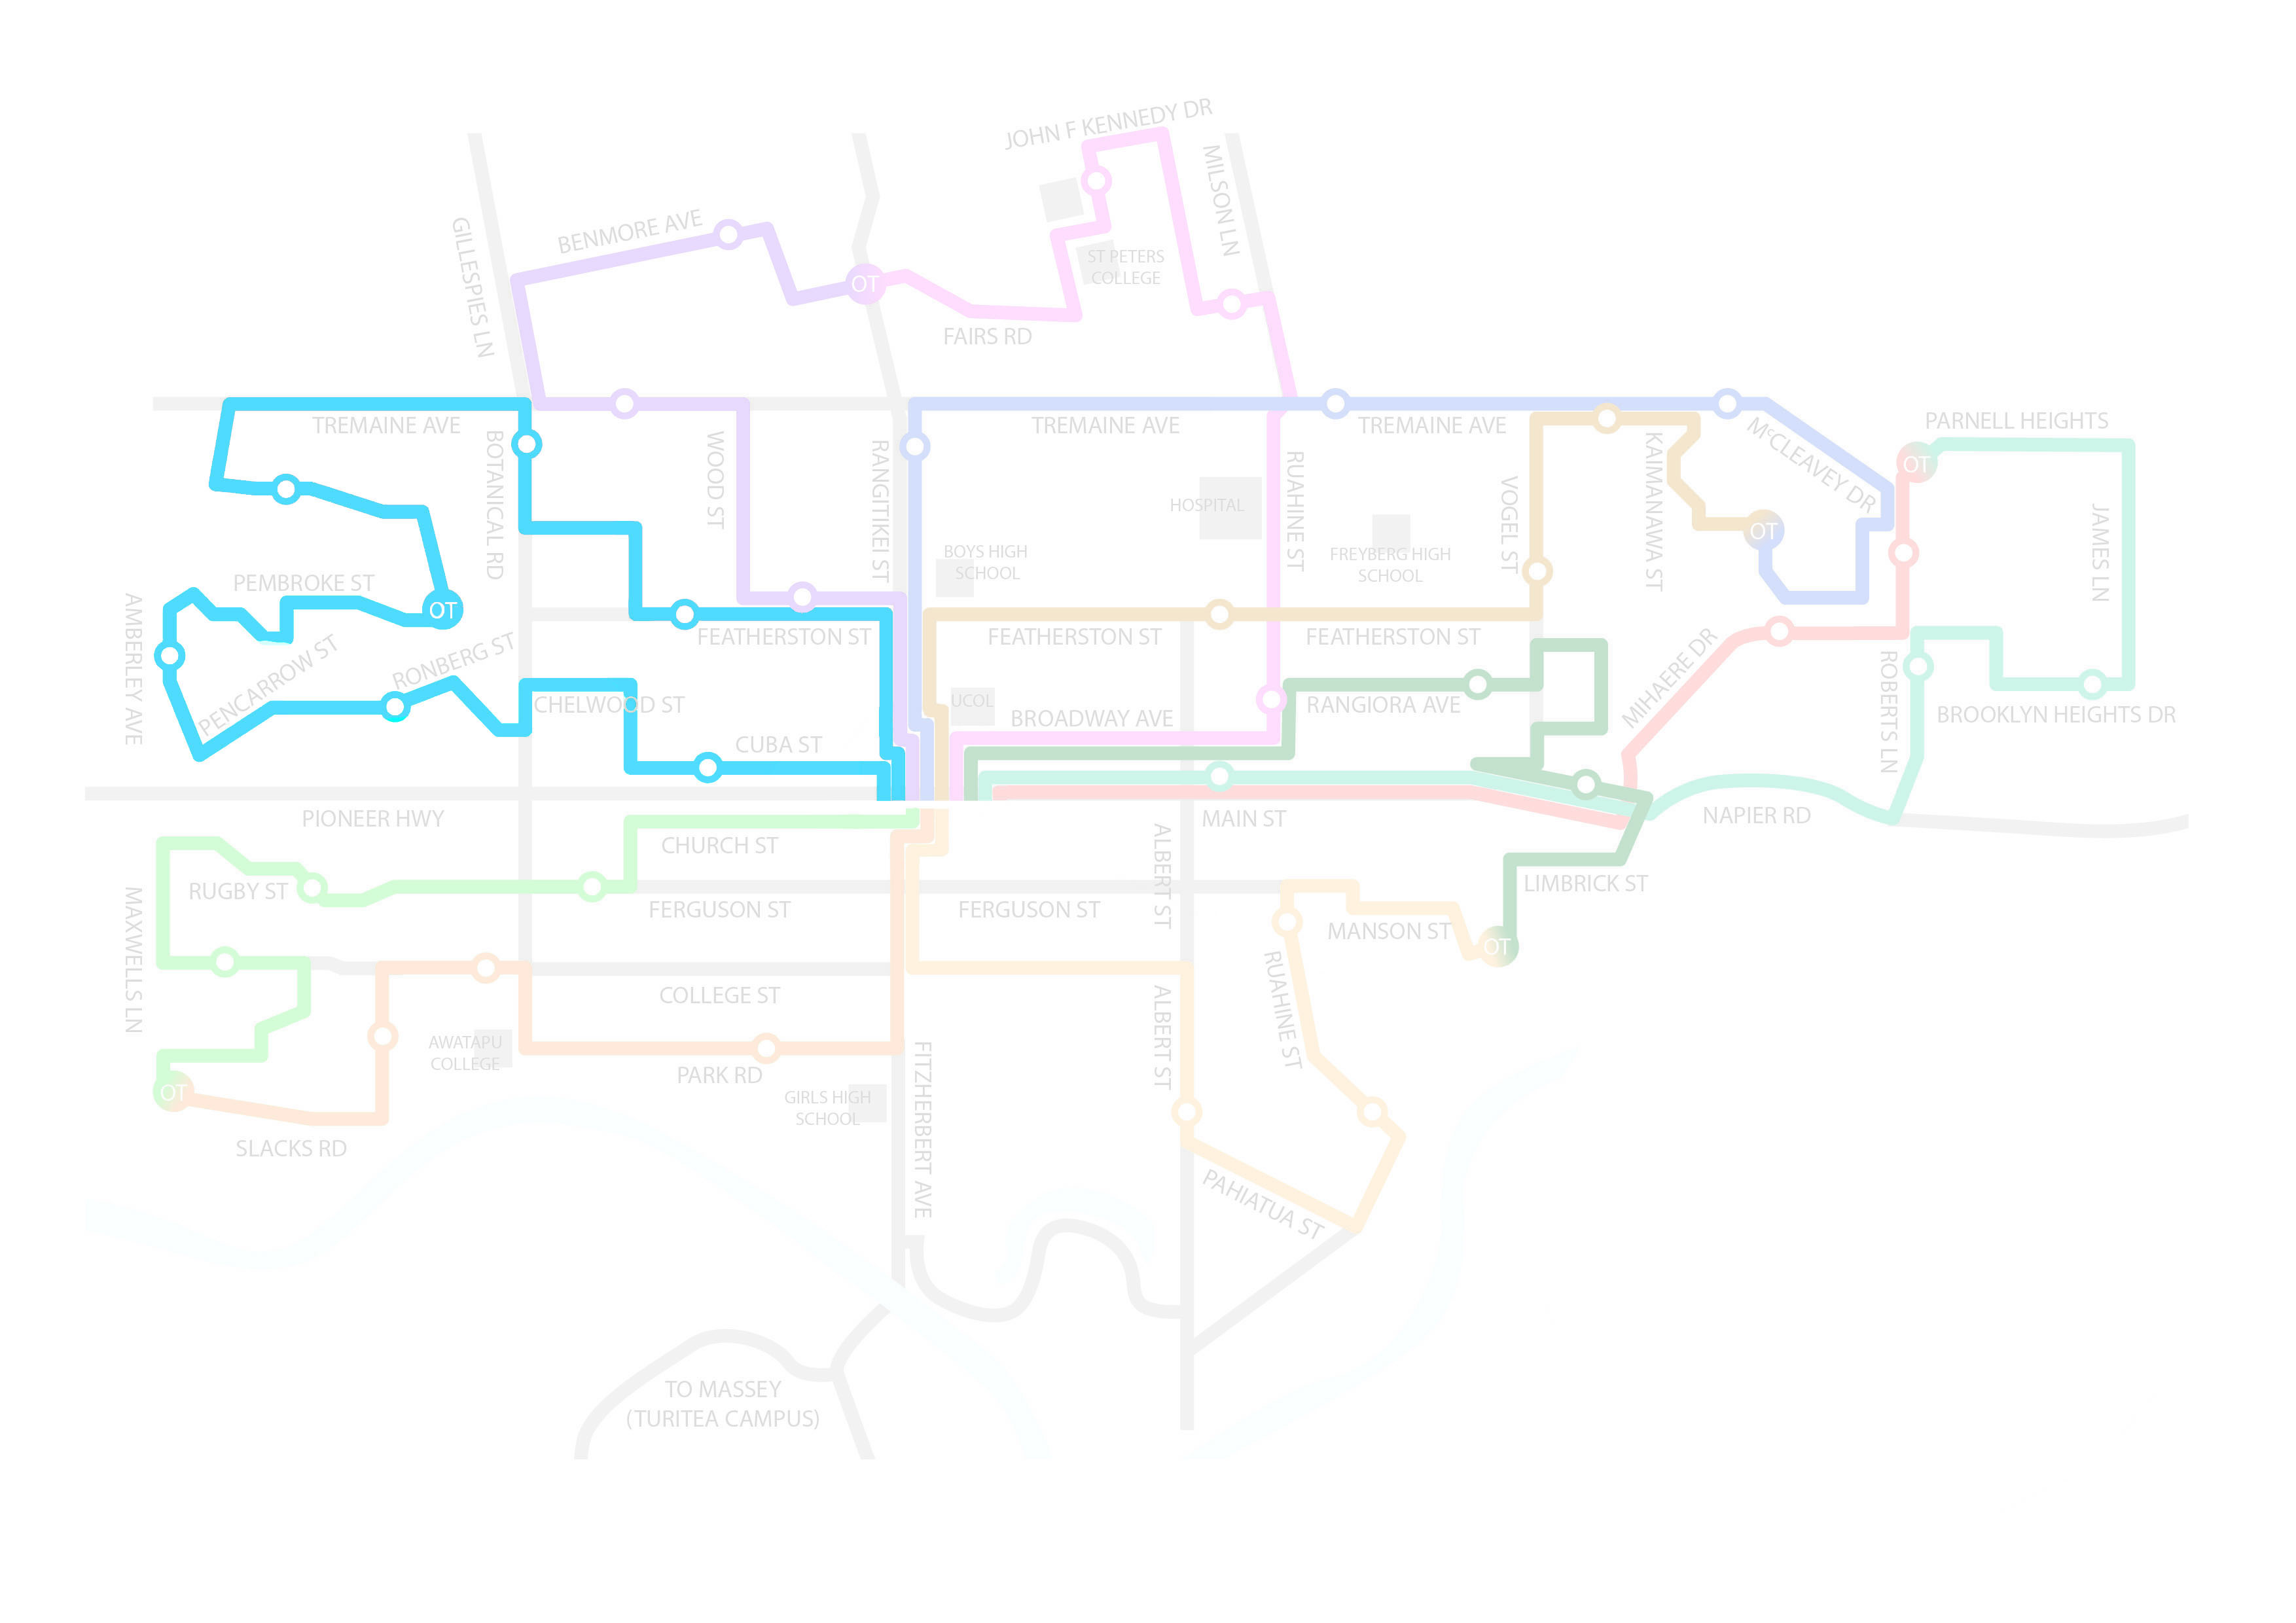 JOHN F KENNEDY DR
MILSON LN
GILLESPIES LN
BENMORE AVE
ST PETERS
COLLEGE
OT
FAIRS RD
TREMAINE AVE
TREMAINE AVE
TREMAINE AVE
PARNELL HEIGHTS
BOTANICAL RD
WOOD ST
RANGITIKEI ST
RUAHINE ST
VOGEL ST
KAIMANAWA ST
McCLEAVEY DR
OT
JAMES LN
HOSPITAL
OT
BOYS HIGH
SCHOOL
FREYBERG HIGH
SCHOOL
PEMBROKE ST
OT
AMBERLEY AVE
PENCARROW ST
RONBERG ST
FEATHERSTON ST
FEATHERSTON ST
FEATHERSTON ST
MIHAERE DR
ROBERTS LN
CHELWOOD ST
UCOL
BROADWAY AVE
RANGIORA AVE
BROOKLYN HEIGHTS DR
CUBA ST
PIONEER HWY
MAIN ST
NAPIER RD
CHURCH ST
ALBERT ST
RUGBY ST
LIMBRICK ST
MAXWELLS LN
FERGUSON ST
FERGUSON ST
MANSON ST
OT
RUAHINE ST
COLLEGE ST
ALBERT ST
AWATAPU
COLLEGE
PARK RD
FITZHERBERT AVE
OT
GIRLS HIGH
SCHOOL
SLACKS RD
PAHIATUA ST
TO MASSEY
(TURITEA CAMPUS)